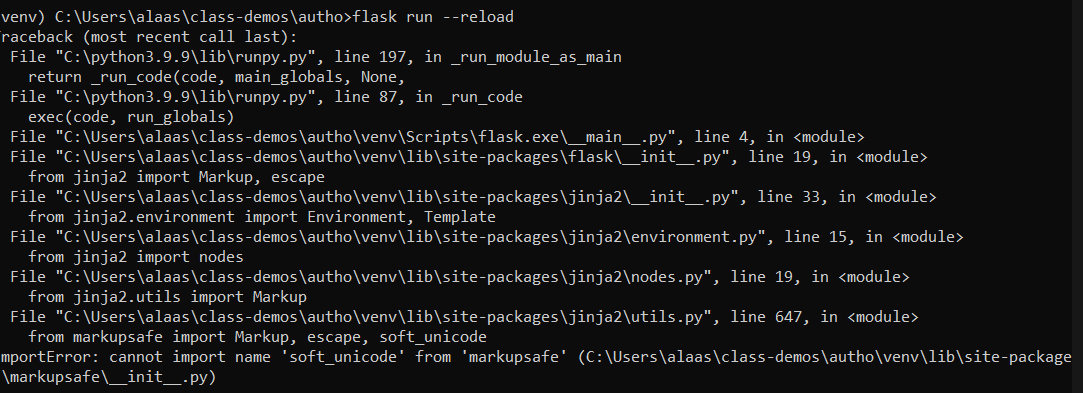 venv) C:\Users\alaas\class-demos\autho>flask run --reload
raceback (most recent call last):
  File "C:\python3.9.9\lib\runpy.py", line 197, in _run_module_as_main
    return _run_code(code, main_globals, None,
  File "C:\python3.9.9\lib\runpy.py", line 87, in _run_code
    exec(code, run_globals)
  File "C:\Users\alaas\class-demos\autho\venv\Scripts\flask.exe\__main__.py", line 4, in <module>
  File "C:\Users\alaas\class-demos\autho\venv\lib\site-packages\flask\__init__.py", line 19, in <module>
    from jinja2 import Markup, escape
  File "C:\Users\alaas\class-demos\autho\venv\lib\site-packages\jinja2\__init__.py", line 33, in <module>
    from jinja2.environment import Environment, Template
  File "C:\Users\alaas\class-demos\autho\venv\lib\site-packages\jinja2\environment.py", line 15, in <module>
    from jinja2 import nodes
  File "C:\Users\alaas\class-demos\autho\venv\lib\site-packages\jinja2\nodes.py", line 19, in <module>
    from jinja2.utils import Markup
  File "C:\Users\alaas\class-demos\autho\venv\lib\site-packages\jinja2\utils.py", line 647, in <module>
    from markupsafe import Markup, escape, soft_unicode
mportError: cannot import name 'soft_unicode' from 'markupsafe' (C:\Users\alaas\class-demos\autho\venv\lib\site-package
\markupsafe\__init__.py)